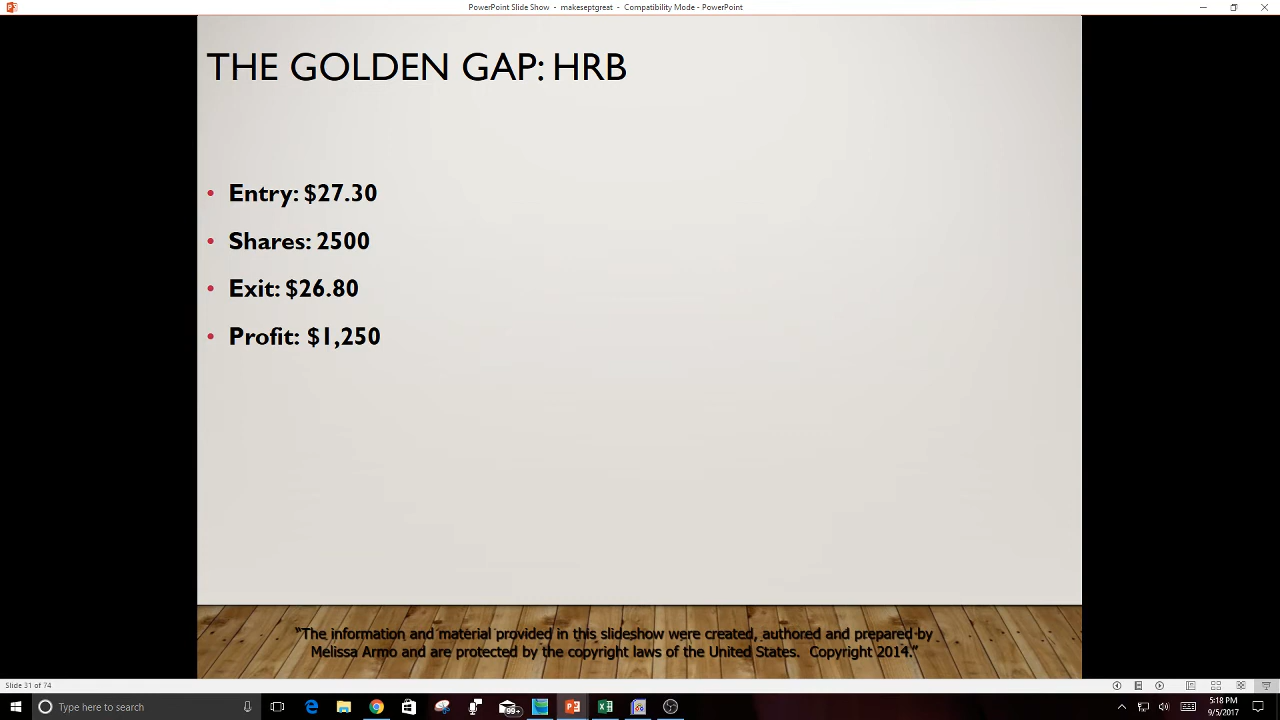 PowerPoint Slide Show - makeseptgreat - Compatibility Mode - PowerPoint
THE GOLDEN GAP: HRB
• Entry: $27.30
• Shares: 2500
• Exit: $26.80
• Profit: $1,250
“The information and material provided in this slideshow were created, authored and prepared by
Melissa Armo and are protected by the copyright laws of the United States. Copyright 2014.”
Slide 31 of 74
Type here to search
99+
5:18 PM
9/5/2017